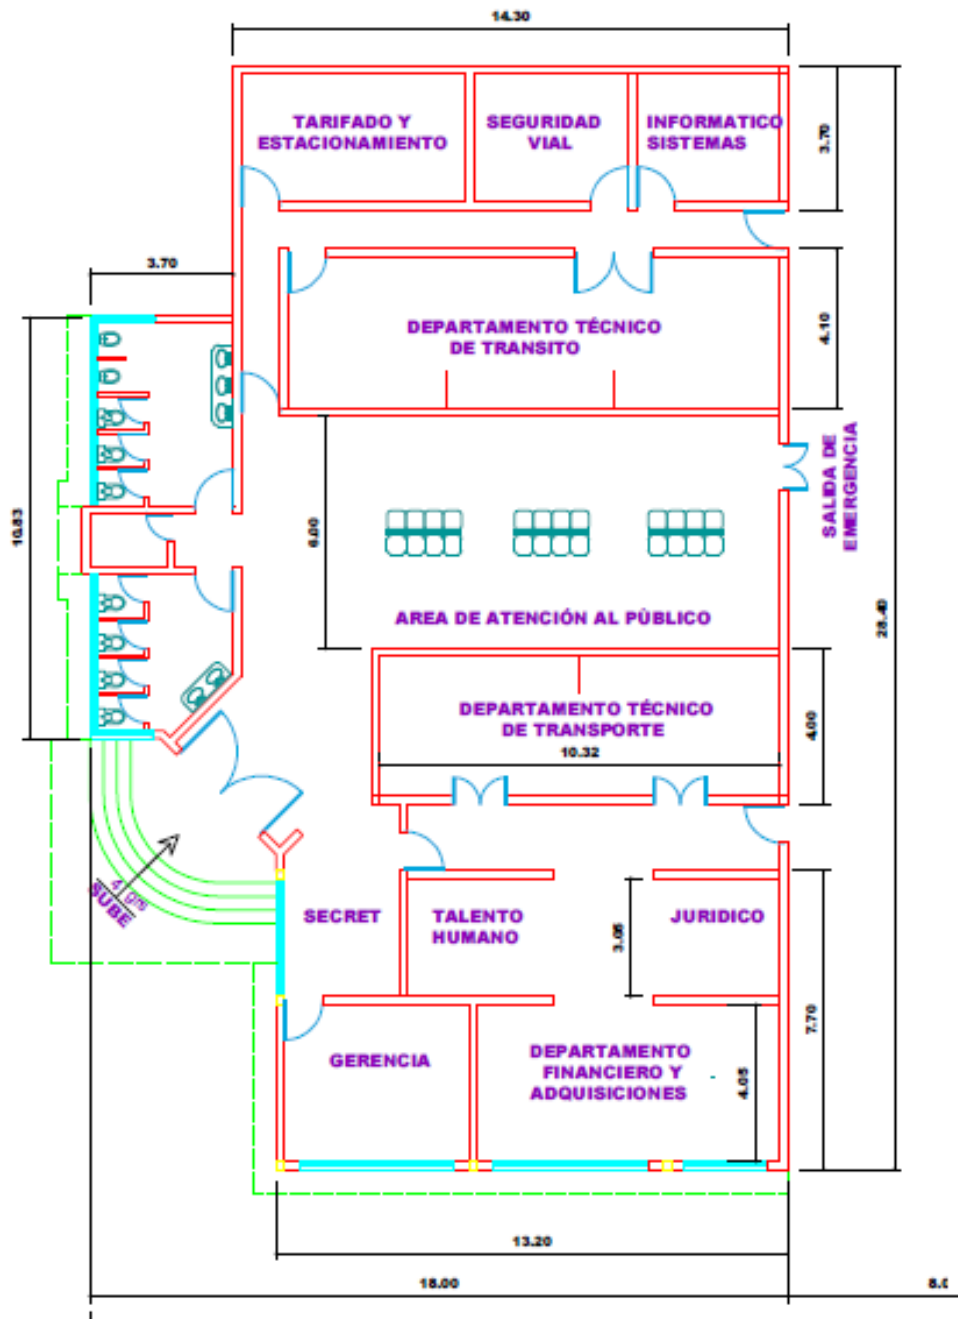 14.30
TARIFADO Y
ESTACIONAMIENTO
SEGURIDAD
VIAL
INFORMATICO
SISTEMAS
3.70
3.70
DEPARTAMENTO TÉCNICO
DE TRANSITO
4.10
SALIDA DE
EMERGENCIA
10.83
6.00
28.40
AREA DE ATENCIÓN AL PÙBLICO
DEPARTAMENTO TÉCNICO
DE TRANSPORTE
10.32
4.00
4 gra
SUBE
SECRET
TALENTO
HUMANO
3.05
JURIDICO
7.70
GERENCIA
DEPARTAMENTO
FINANCIERO Y
ADQUISICIONES
4.05
13.20
18.00